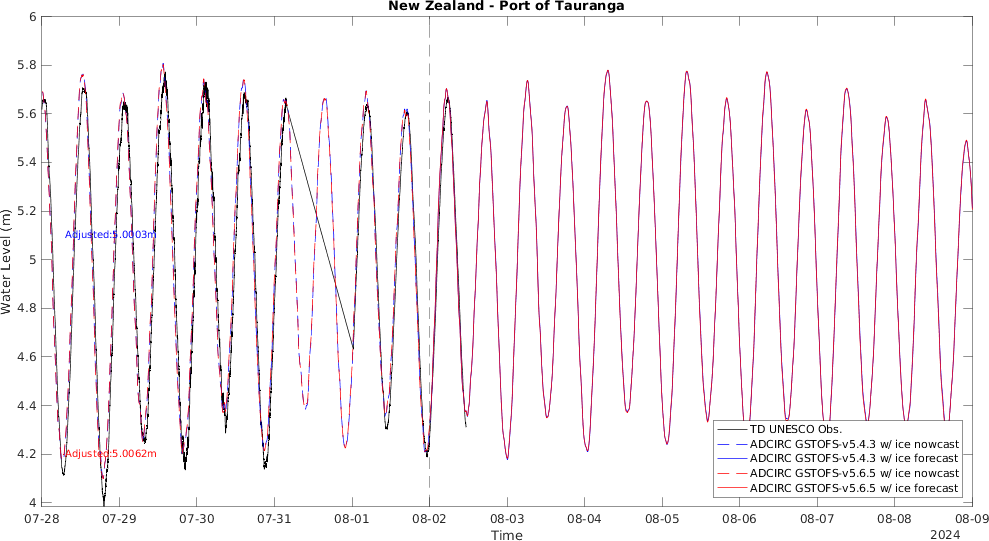 New Zealand - Port of Tauranga
6
5.8
5.6
5.4
5.2
5
4.8
4.6
4.4
4.2
4
Water Level (m)
Adjusted:5.0003m
Adjusted:5.0062m
TD UNESCO Obs.
ADCIRC GSTOFS-v5.4.3 w/ ice nowcast
ADCIRC GSTOFS-v5.4.3 w/ ice forecast
ADCIRC GSTOFS-v5.6.5 w/ ice nowcast
ADCIRC GSTOFS-v5.6.5 w/ ice forecast
07-28 07-29 07-30 07-31 08-01 08-02 08-03 08-04 08-05 08-06 08-07 08-08 08-09
Time
2024